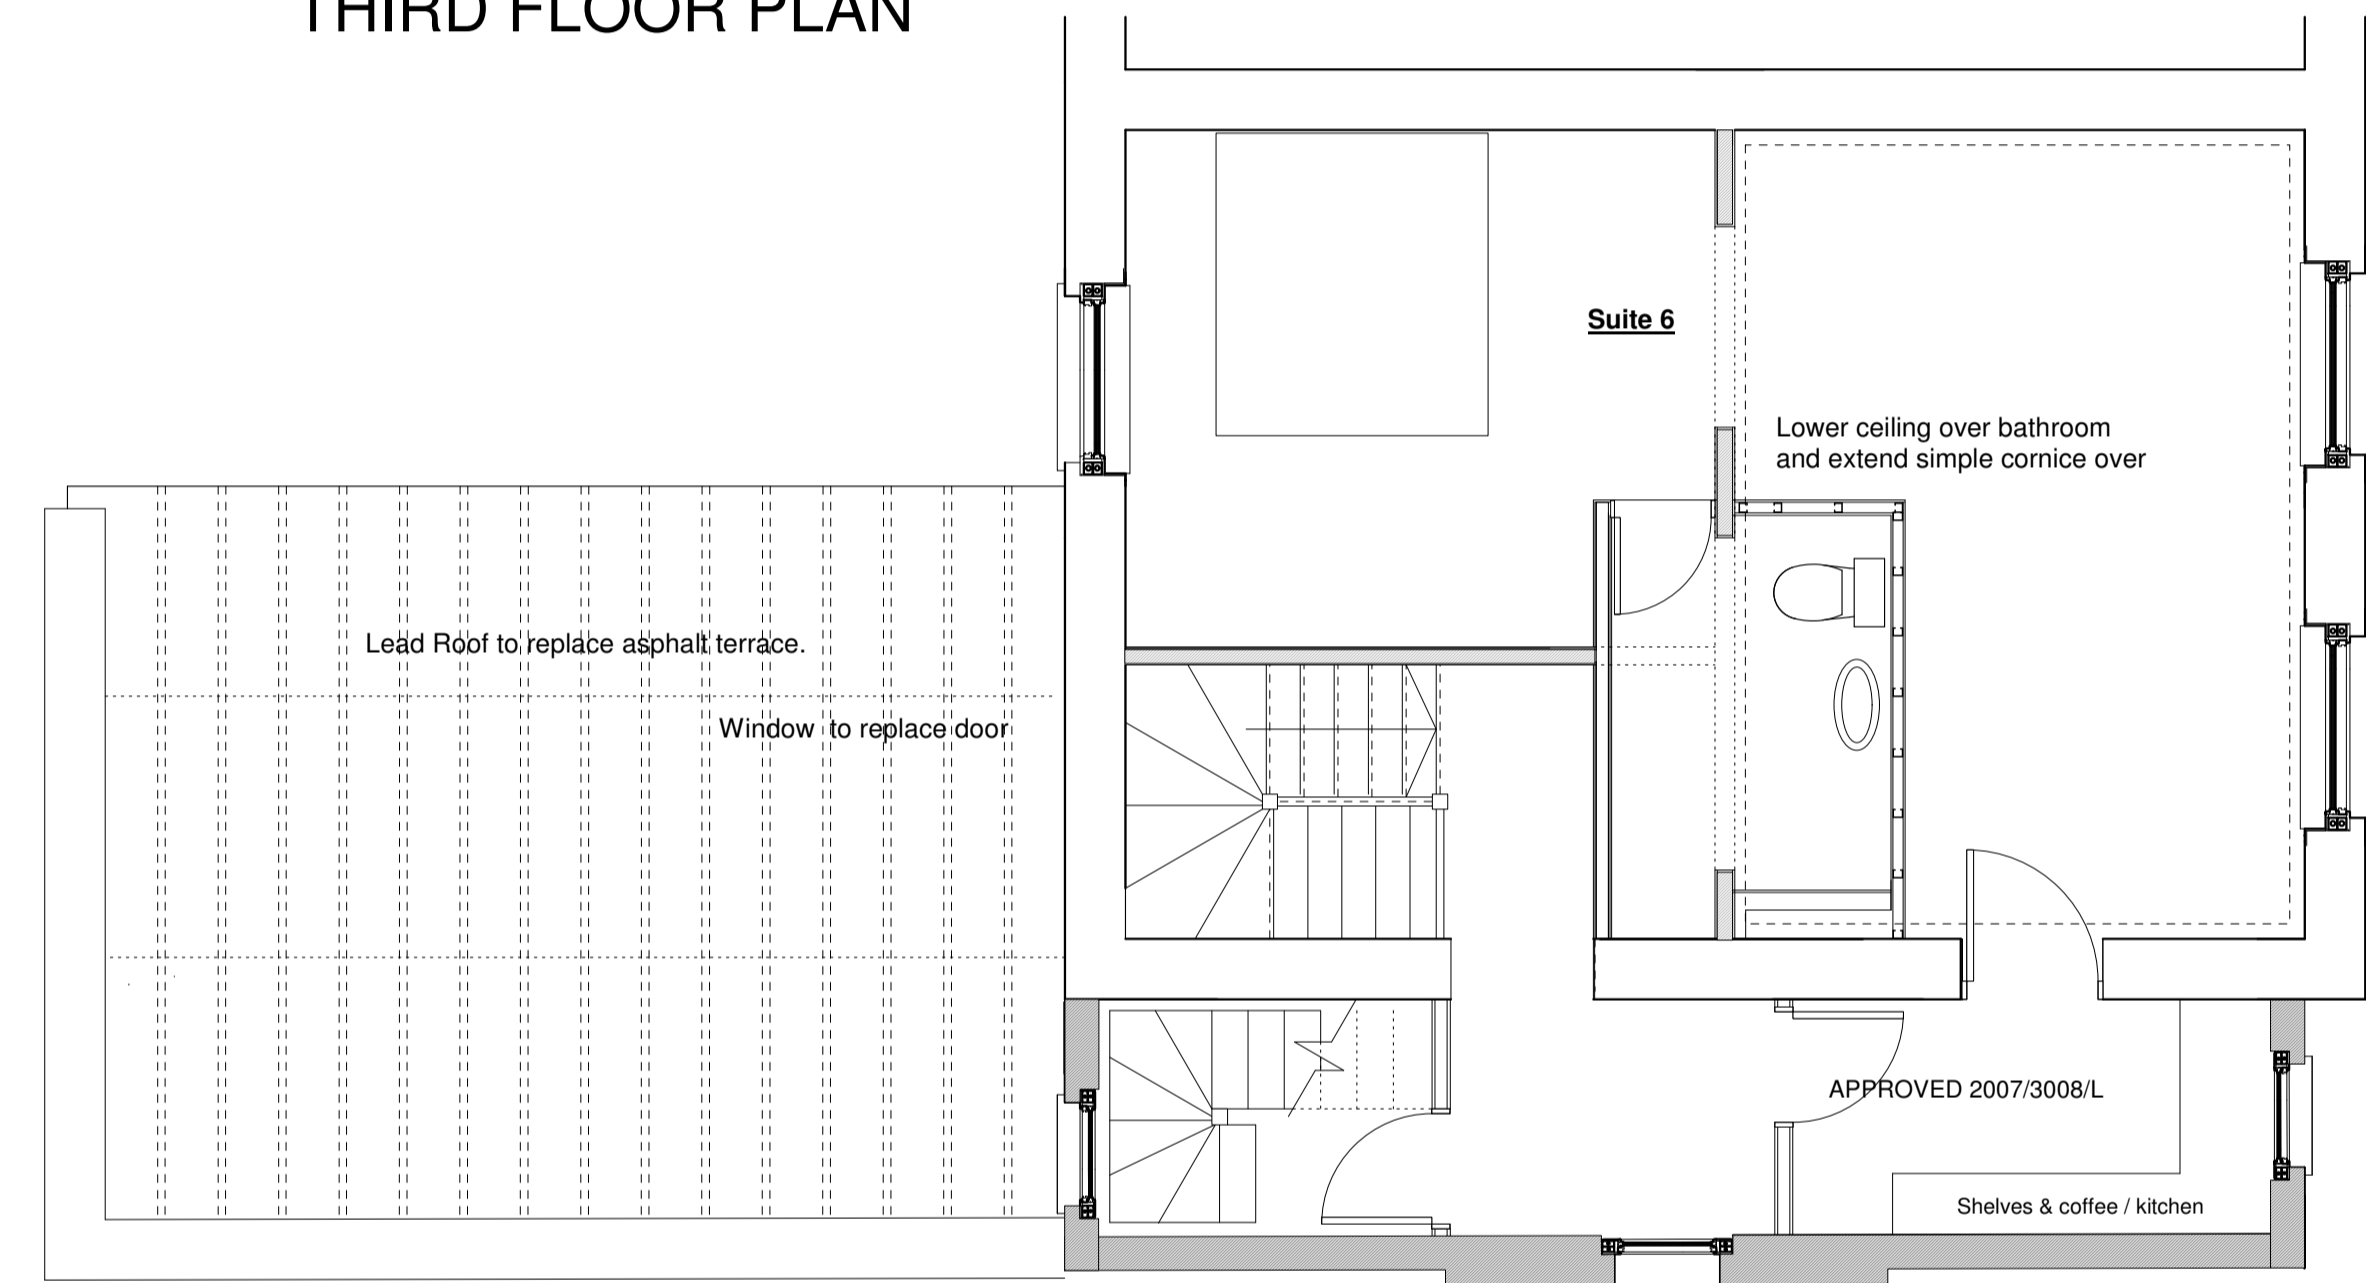 THIRD FLOOR PLAN
Suite 6
Lower ceiling over bathroom
and extend simple cornice over
Lead Roof to replace asphalt terrace.
Window to replace door
APPROVED 2007/3008/L
Shelves & coffee / kitchen